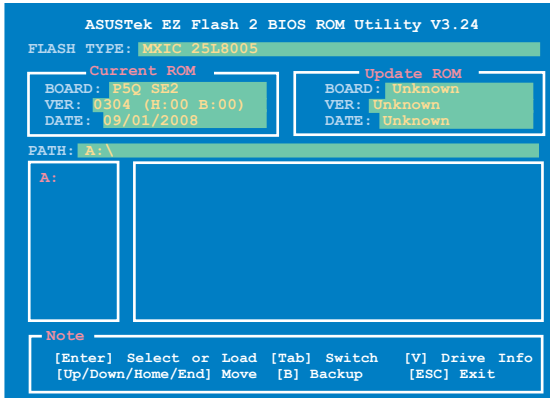 ASUSTek EZ Flash 2 BIOS ROM Utility V3.24
FLASH TYPE: MXIC 25L8005
Current ROM
BOARD: P5Q SE2
VER: 0304 (H:00 B:00)
DATE: 09/01/2008
Update ROM
BOARD: Unknown
VER: Unknown
DATE: Unknown
PATH: A:\
A:
Note
[Enter] Select or Load [Tab] Switch [V] Drive Info
[Up/Down/Home/End] Move [B] Backup [ESC] Exit